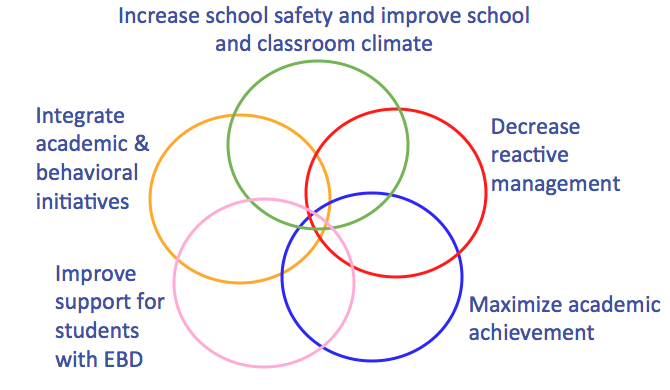 Increase school safety and improve school
and classroom climate
Integrate
academic &
behavioral
initiatives
Decrease
reactive
management
Improve
support for
students
with EBD
Maximize academic
achievement